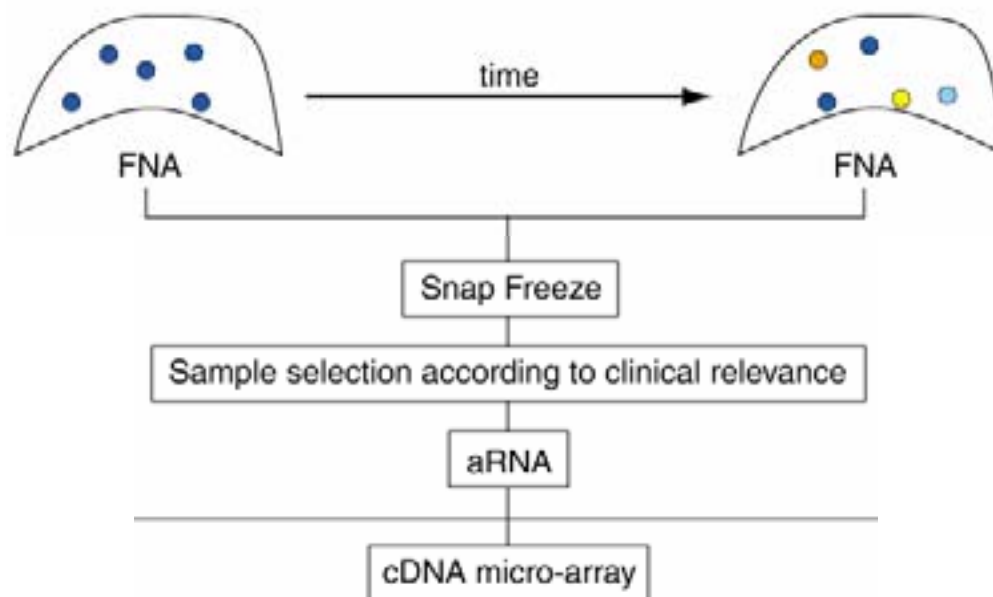 time
FNA
FNA
Snap Freeze
Sample selection according to clinical relevance
aRNA
cDNA micro-array